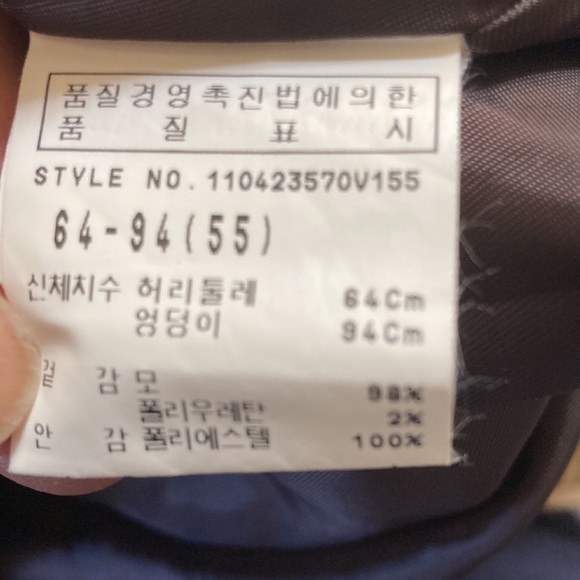 품질경영촉진법에의한
품 질 표 시
STYLE NO. 110423570V155
64-94(55)
신체치수 허리둘레 64Cm
엉덩이 94Cm
겉 감 모 98%
폴리우레탄 2%
안 감 폴리에스텔 100%